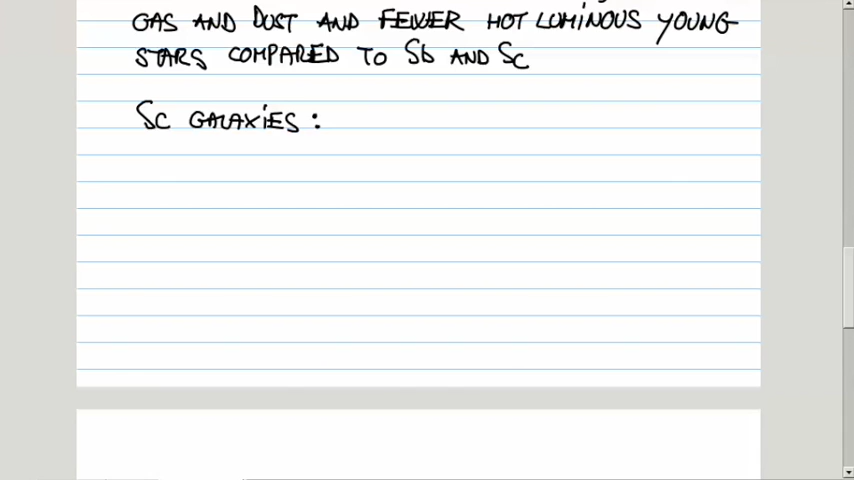 GAS AND DUST AND FEWER HOT LUMINOUS YOUNG
STARS COMPARED TO Sb AND Sc
Sc GALAXIES :